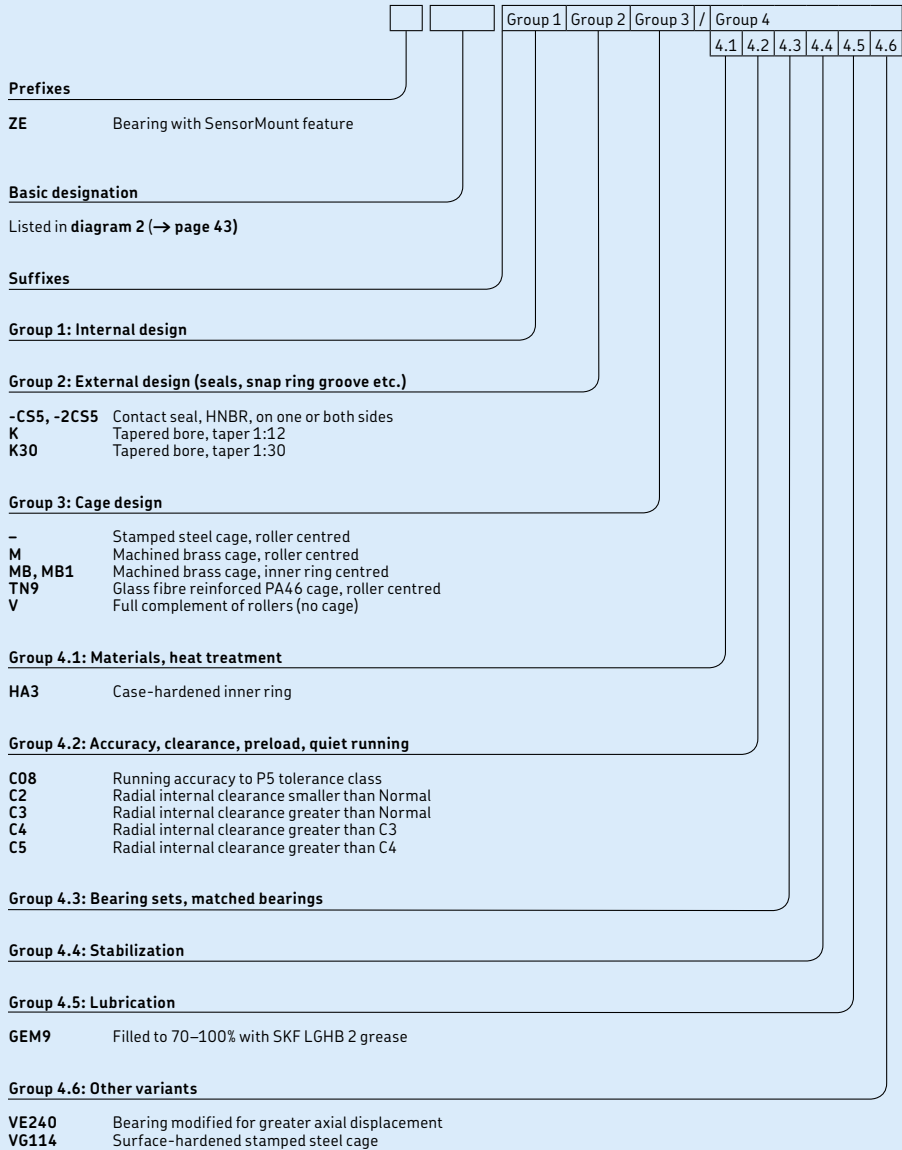 Group 1 Group 2 Group 3 / Group 4
4.1 4.2 4.3 4.4 4.5 4.6
Prefixes
ZE Bearing with SensorMount feature
Basic designation
Listed in diagram 2 (→ page 43)
Suffixes
Group 1: Internal design
Group 2: External design (seals, snap ring groove etc.)
-CS5, -2CS5 Contact seal, HNBR, on one or both sides
K Tapered bore, taper 1:12
K30 Tapered bore, taper 1:30
Group 3: Cage design
– Stamped steel cage, roller centred
M Machined brass cage, roller centred
MB, MB1 Machined brass cage, inner ring centred
TN9 Glass fibre reinforced PA46 cage, roller centred
V Full complement of rollers (no cage)
Group 4.1: Materials, heat treatment
HA3 Case-hardened inner ring
Group 4.2: Accuracy, clearance, preload, quiet running
C08 Running accuracy to P5 tolerance class
C2 Radial internal clearance smaller than Normal
C3 Radial internal clearance greater than Normal
C4 Radial internal clearance greater than C3
C5 Radial internal clearance greater than C4
Group 4.3: Bearing sets, matched bearings
Group 4.4: Stabilization
Group 4.5: Lubrication
GEM9 Filled to 70–100% with SKF LGHB 2 grease
Group 4.6: Other variants
VE240 Bearing modified for greater axial displacement
VG114 Surface-hardened stamped steel cage